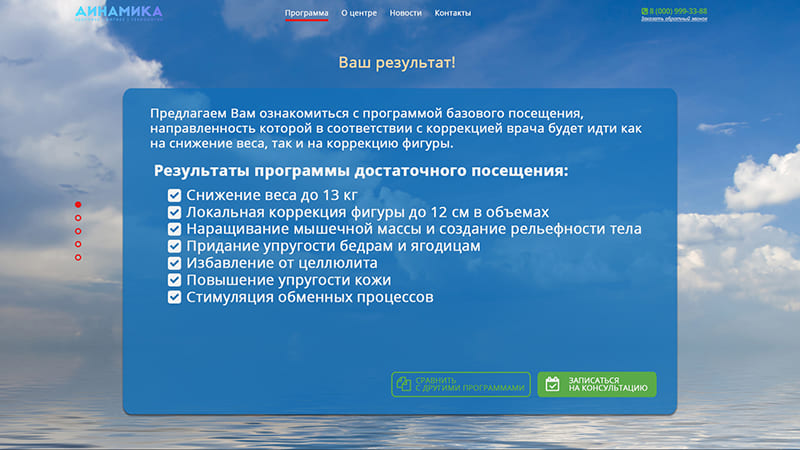 ДИНАМИКА
Программа О центре Новости Контакты
8 (000) 999-33-88
Заказать обратный звонок
Ваш результат!
Предлагаем Вам ознакомиться с программой базового посещения,
направленность которой в соответствии с коррекцией врача будет идти как
на снижение веса, так и на коррекцию фигуры.
Результаты программы достаточного посещения:
Снижение веса до 13 кг
Локальная коррекция фигуры до 12 см в объемах
Наращивание мышечной массы и создание рельефности тела
Придание упругости бедрам и ягодицам
Избавление от целлюлита
Повышение упругости кожи
Стимуляция обменных процессов
СРАВНИТЬ
С ДРУГИМИ ПРОГРАММАМИ
ЗАПИСАТЬСЯ
НА КОНСУЛЬТАЦИЮ